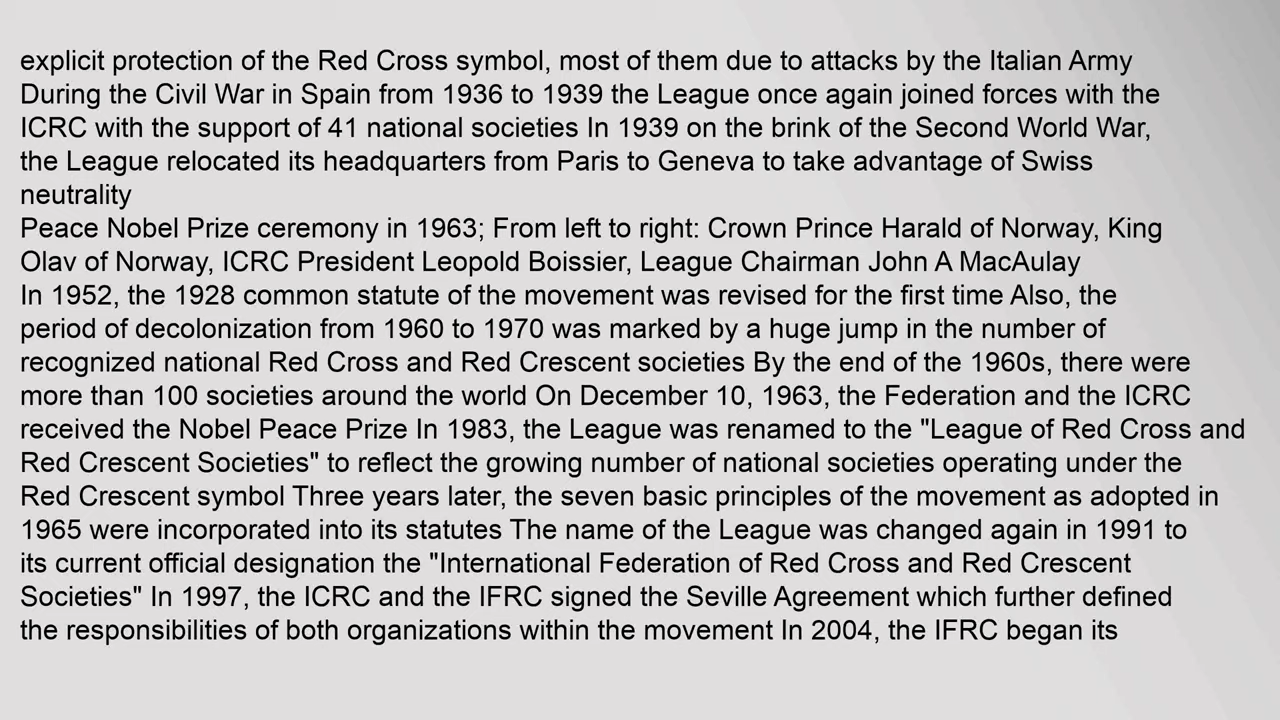 explicit protection of the Red Cross symbol, most of them due to attacks by the Italian Army
During the Civil War in Spain from 1936 to 1939 the League once again joined forces with the
ICRC with the support of 41 national societies In 1939 on the brink of the Second World War,
the League relocated its headquarters from Paris to Geneva to take advantage of Swiss
neutrality
Peace Nobel Prize ceremony in 1963; From left to right: Crown Prince Harald of Norway, King
Olav of Norway, ICRC President Leopold Boissier, League Chairman John A MacAulay
In 1952, the 1928 common statute of the movement was revised for the first time Also, the
period of decolonization from 1960 to 1970 was marked by a huge jump in the number of
recognized national Red Cross and Red Crescent societies By the end of the 1960s, there were
more than 100 societies around the world On December 10, 1963, the Federation and the ICRC
received the Nobel Peace Prize In 1983, the League was renamed to the "League of Red Cross and
Red Crescent Societies" to reflect the growing number of national societies operating under the
Red Crescent symbol Three years later, the seven basic principles of the movement as adopted in
1965 were incorporated into its statutes The name of the League was changed again in 1991 to
its current official designation the "International Federation of Red Cross and Red Crescent
Societies" In 1997, the ICRC and the IFRC signed the Seville Agreement which further defined
the responsibilities of both organizations within the movement In 2004, the IFRC began its